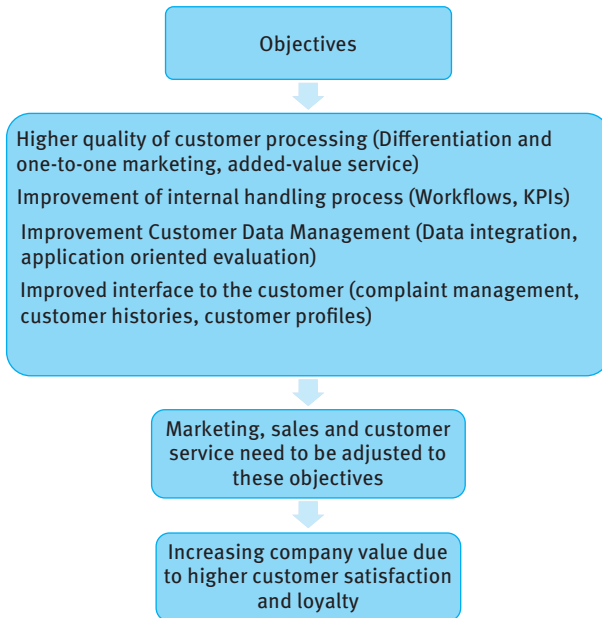 Objectives
Higher quality of customer processing (Differentiation and
one-to-one marketing, added-value service)
Improvement of internal handling process (Workflows, KPIs)
Improvement Customer Data Management (Data integration,
application oriented evaluation)
Improved interface to the customer (complaint management,
customer histories, customer profiles)
Marketing, sales and customer
service need to be adjusted to
these objectives
Increasing company value due
to higher customer satisfaction
and loyalty